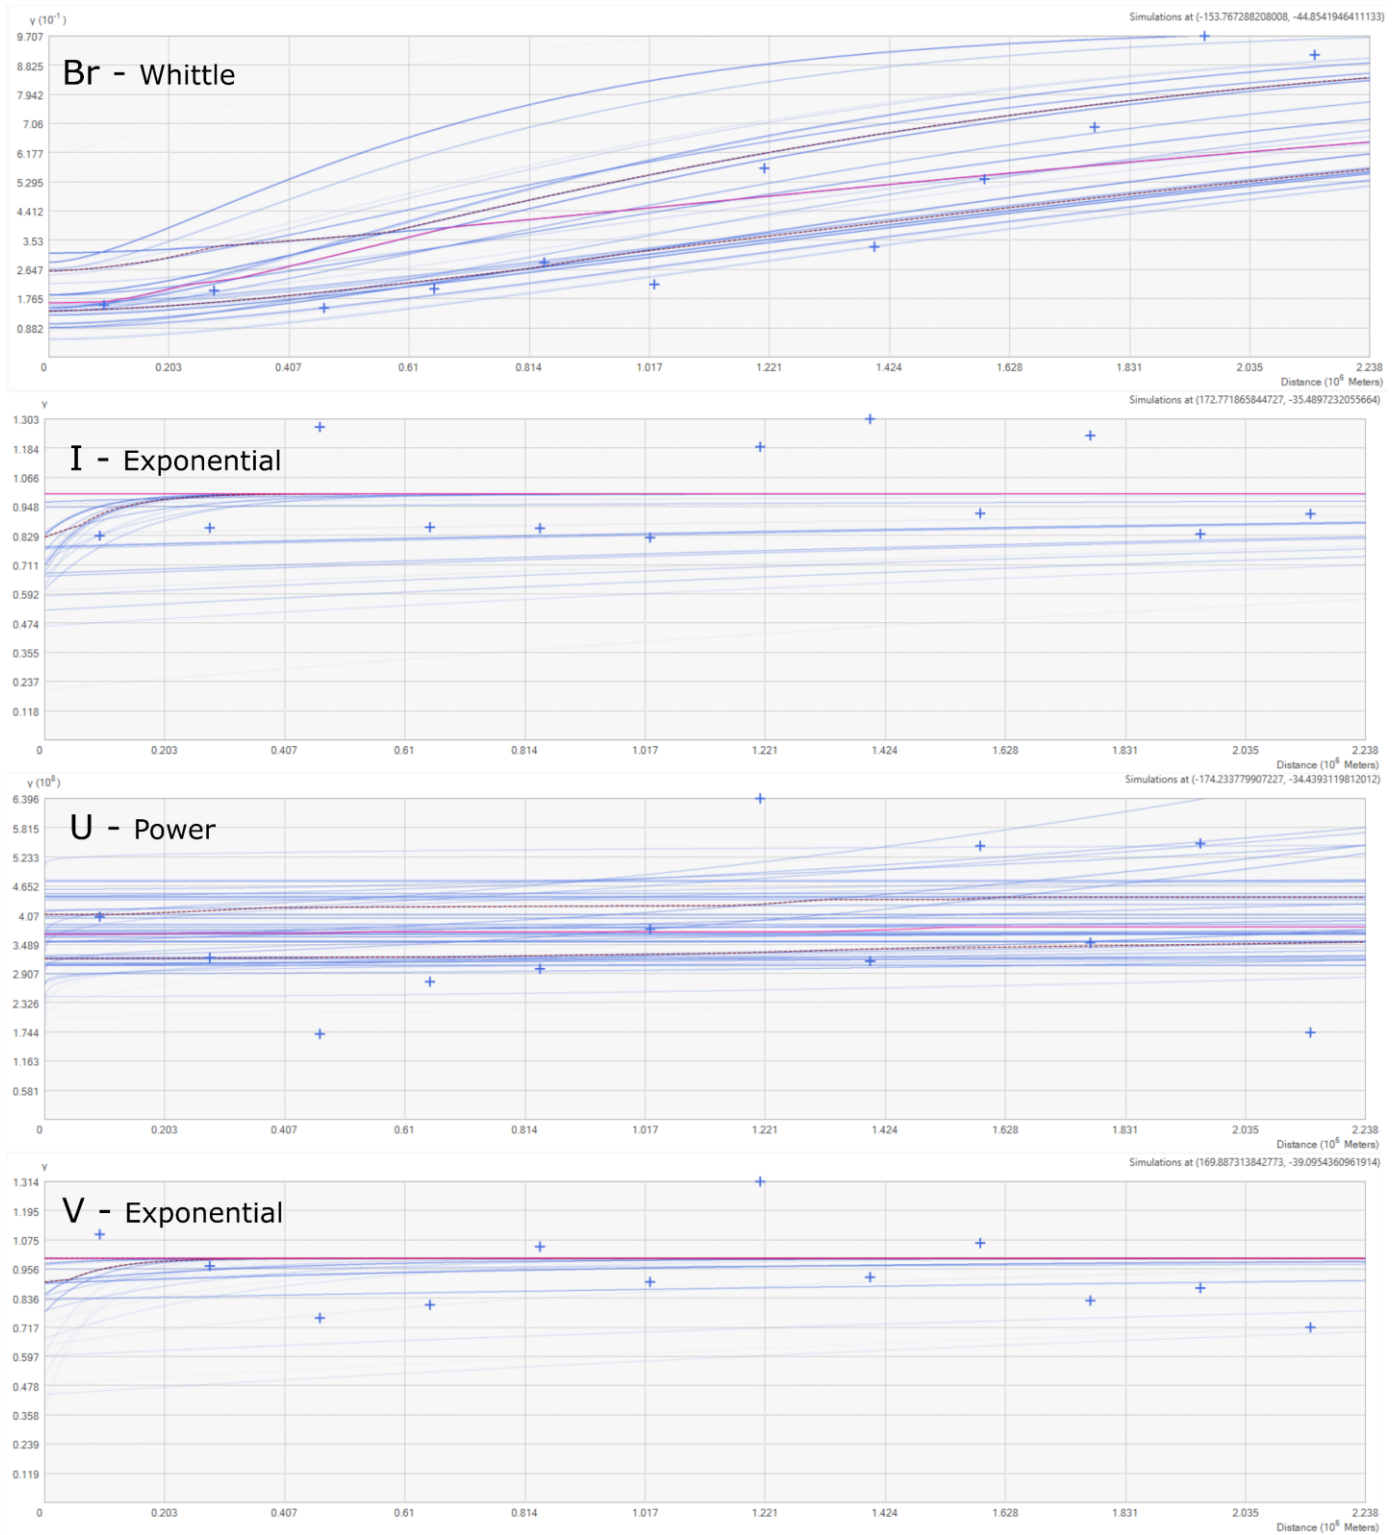 Simulations at (-153.767288208008, -44.8541946411133)
γ (10⁻¹)
Br - Whittle
9.707
8.825
7.942
7.06
6.177
5.295
4.412
3.53
2.647
1.765
0.882
0 0.203 0.407 0.61 0.814 1.017 1.221 1.424 1.628 1.831 2.035 2.238
Distance (10⁶ Meters)
Simulations at (172.771865844727, -35.4897232055664)
γ
I - Exponential
1.303
1.184
1.066
0.948
0.829
0.711
0.592
0.474
0.355
0.237
0.118
0 0.203 0.407 0.61 0.814 1.017 1.221 1.424 1.628 1.831 2.035 2.238
Distance (10⁶ Meters)
Simulations at (-174.233779907227, -34.4393119812012)
γ (10⁸)
U - Power
6.396
5.815
5.233
4.652
4.07
3.489
2.907
2.326
1.744
1.163
0.581
0 0.203 0.407 0.61 0.814 1.017 1.221 1.424 1.628 1.831 2.035 2.238
Distance (10⁶ Meters)
Simulations at (169.887313842773, -39.0954360961914)
γ
V - Exponential
1.314
1.195
1.075
0.956
0.836
0.717
0.597
0.478
0.358
0.239
0.119
0 0.203 0.407 0.61 0.814 1.017 1.221 1.424 1.628 1.831 2.035 2.238
Distance (10⁶ Meters)